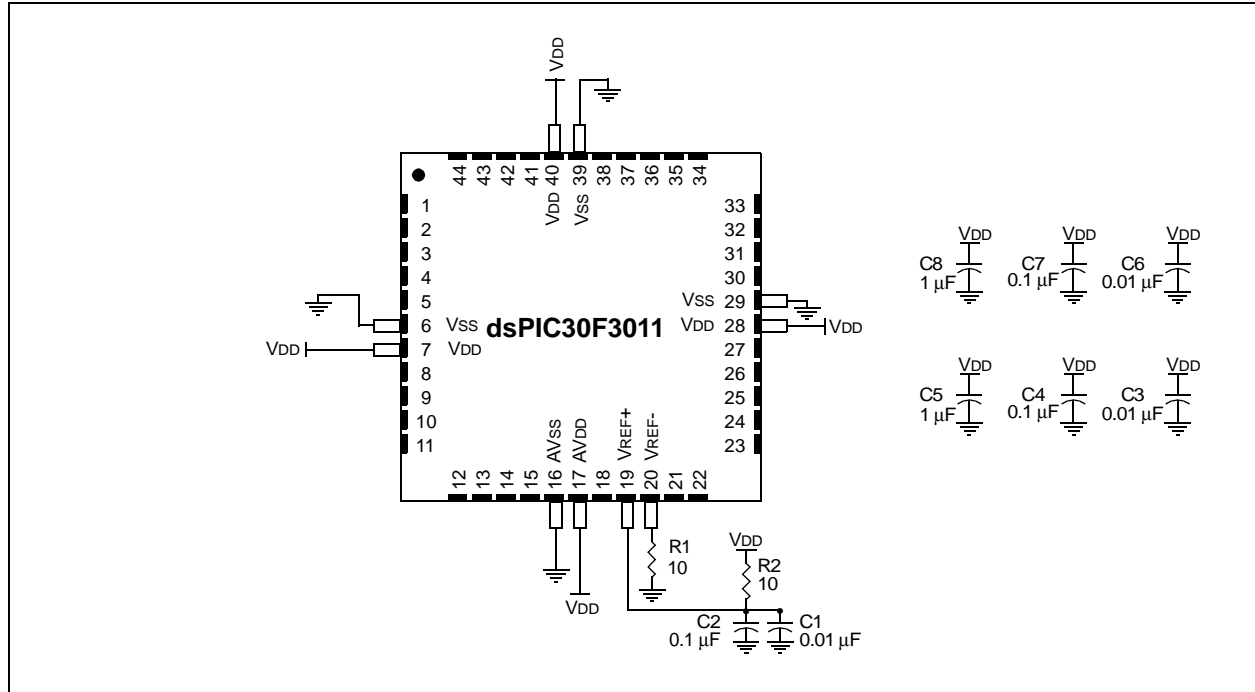 VDD
44 43 42 41 40 39 38 37 36 35 34
VDD VSS
1
2
3
4
5
6 VSS
7 VDD
8
9
10
11
dsPIC30F3011
33
32
31
30
VSS 29
VDD 28
27
26
25
24
23
VDD
VDD
AVSS AVDD VREF+ VREF-
12 13 14 15 16 17 18 19 20 21 22
VDD
R1
10
VDD
R2
10
C2
0.1 µF
C1
0.01 µF
VDD
C8
1 µF
VDD
C7
0.1 µF
VDD
C6
0.01 µF
VDD
C5
1 µF
VDD
C4
0.1 µF
VDD
C3
0.01 µF